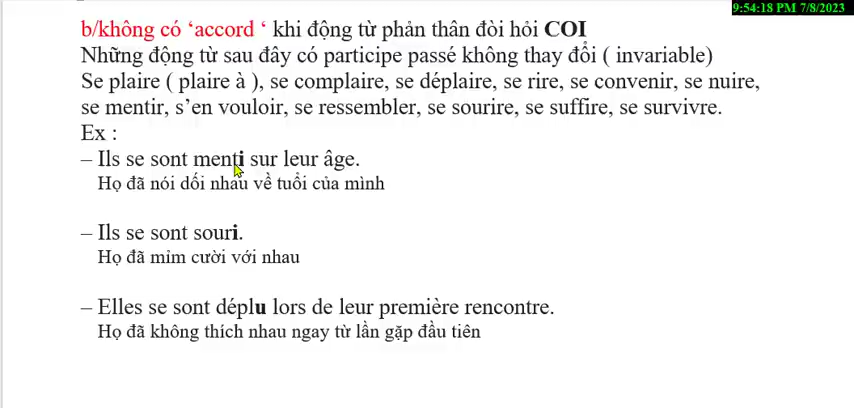 9:54:18 PM 7/8/2023
b/không có ‘accord ‘ khi động từ phản thân đòi hỏi COI
Những động từ sau đây có participe passé không thay đổi ( invariable)
Se plaire ( plaire à ), se complaire, se déplaire, se rire, se convenir, se nuire,
se mentir, s’en vouloir, se ressembler, se sourire, se suffire, se survivre.
Ex :
– Ils se sont menti sur leur âge.
Họ đã nói dối nhau về tuổi của mình
– Ils se sont souri.
Họ đã mỉm cười với nhau
– Elles se sont déplu lors de leur première rencontre.
Họ đã không thích nhau ngay từ lần gặp đầu tiên